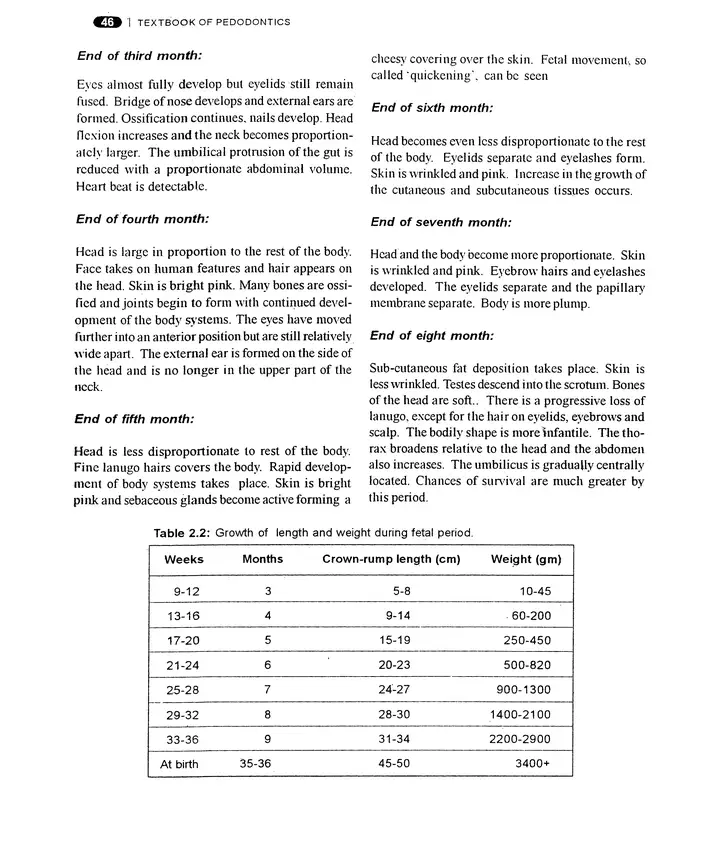 46 | TEXTBOOK OF PEDODONTICS
End of third month:
Eyes almost fully develop but eyelids still remain
fused. Bridge of nose develops and external ears are
formed. Ossification continues, nails develop. Head
flexion increases and the neck becomes proportion-
ately larger. The umbilical protrusion of the gut is
reduced with a proportionate abdominal volume.
Heart beat is detectable.
End of fourth month:
Head is large in proportion to the rest of the body.
Face takes on human features and hair appears on
the head. Skin is bright pink. Many bones are ossi-
fied and joints begin to form with continued devel-
opment of the body systems. The eyes have moved
further into an anterior position but are still relatively
wide apart. The external ear is formed on the side of
the head and is no longer in the upper part of the
neck.
End of fifth month:
Head is less disproportionate to rest of the body.
Fine lanugo hairs covers the body. Rapid develop-
ment of body systems takes place. Skin is bright
pink and sebaceous glands become active forming a
cheesy covering over the skin. Fetal movement, so
called 'quickening', can be seen
End of sixth month:
Head becomes even less disproportionate to the rest
of the body. Eyelids separate and eyelashes form.
Skin is wrinkled and pink. Increase in the growth of
the cutaneous and subcutaneous tissues occurs.
End of seventh month:
Head and the body become more proportionate. Skin
is wrinkled and pink. Eyebrow hairs and eyelashes
developed. The eyelids separate and the papillary
membrane separate. Body is more plump.
End of eight month:
Sub-cutaneous fat deposition takes place. Skin is
less wrinkled. Testes descend into the scrotum. Bones
of the head are soft.. There is a progressive loss of
lanugo, except for the hair on eyelids, eyebrows and
scalp. The bodily shape is more infantile. The tho-
rax broadens relative to the head and the abdomen
also increases. The umbilicus is gradually centrally
located. Chances of survival are much greater by
this period.
Table 2.2: Growth of length and weight during fetal period.
Weeks Months Crown-rump length (cm) Weight (gm)
9-12 3 5-8 10-45
13-16 4 9-14 60-200
17-20 5 15-19 250-450
21-24 6 20-23 500-820
25-28 7 24-27 900-1300
29-32 8 28-30 1400-2100
33-36 9 31-34 2200-2900
At birth 35-36 45-50 3400+